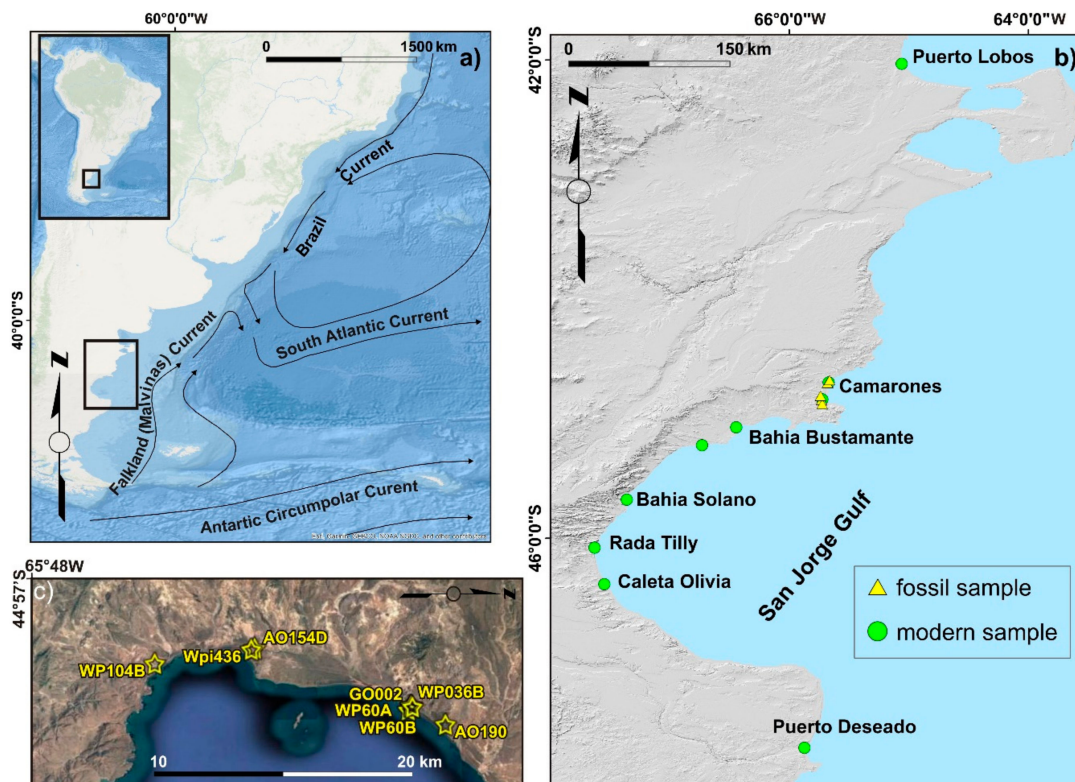 60°0'0"W
0
1500 km
a)
Current
Brazil
40°0'0"S
South Atlantic Current
Falkland (Malvinas) Current
Antartic Circumpolar Curent
z
66°0'0"W
64°0'0"W
0
150 km
b)
42°0'0"S
z
Puerto Lobos
Camarones
Bahia Bustamante
Bahia Solano
46°0'0"S
Rada Tilly
Caleta Olivia
San Jorge Gulf
fossil sample
modern sample
Puerto Deseado
65°48'W
44°57'S
c)
z
AO154D
Wpi436
WP104B
GO002
WP036B
WP60A
WP60B
AO190
10
20 km